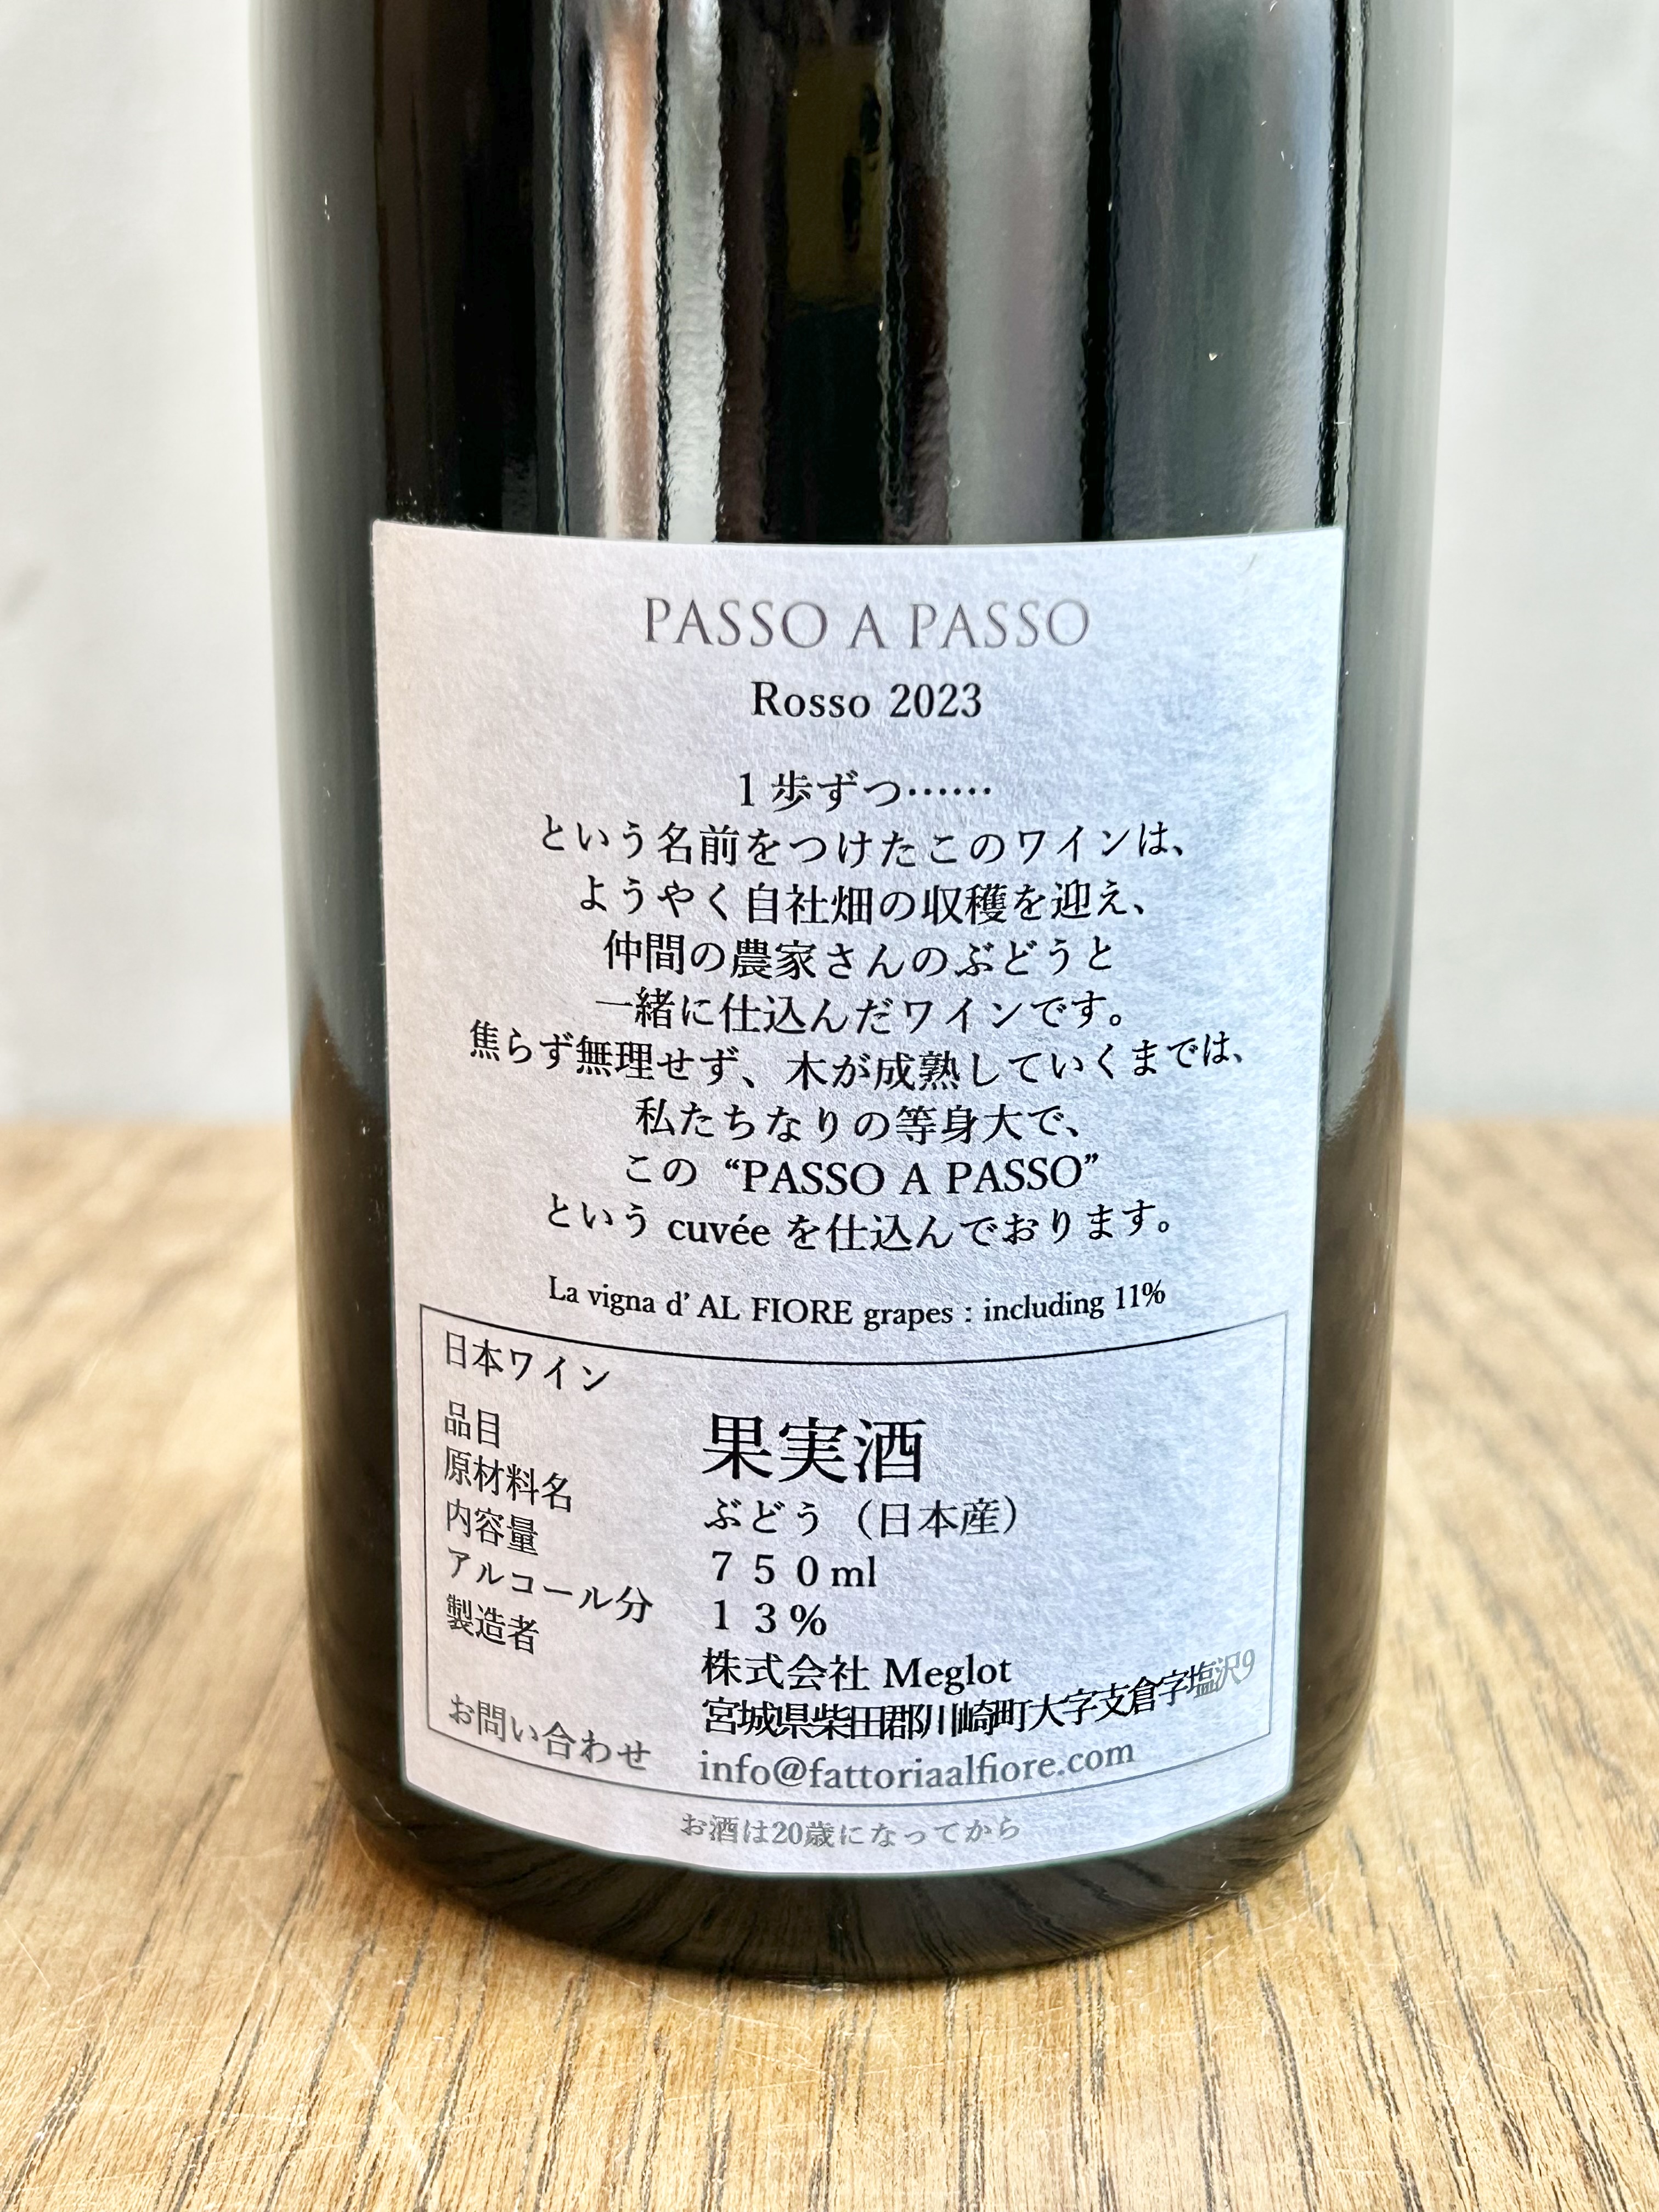 PASSO A PASSO
Rosso 2023
1歩ずつ……
という名前をつけたこのワインは、
ようやく自社畑の収穫を迎え、
仲間の農家さんのぶどうと
一緒に仕込んだワインです。
焦らず無理せず、木が成熟していくまでは、
私たちなりの等身大で、
この “PASSO A PASSO”
という cuvée を仕込んでおります。
La vigna d' AL FIORE grapes : including 11%
日本ワイン
品目 果実酒
原材料名 ぶどう（日本産）
内容量 750ml
アルコール分 13%
製造者 株式会社 Meglot
宮城県柴田郡川崎町大字支倉字塩沢9
お問い合わせ info@fattoriaalfiore.com
お酒は20歳になってから